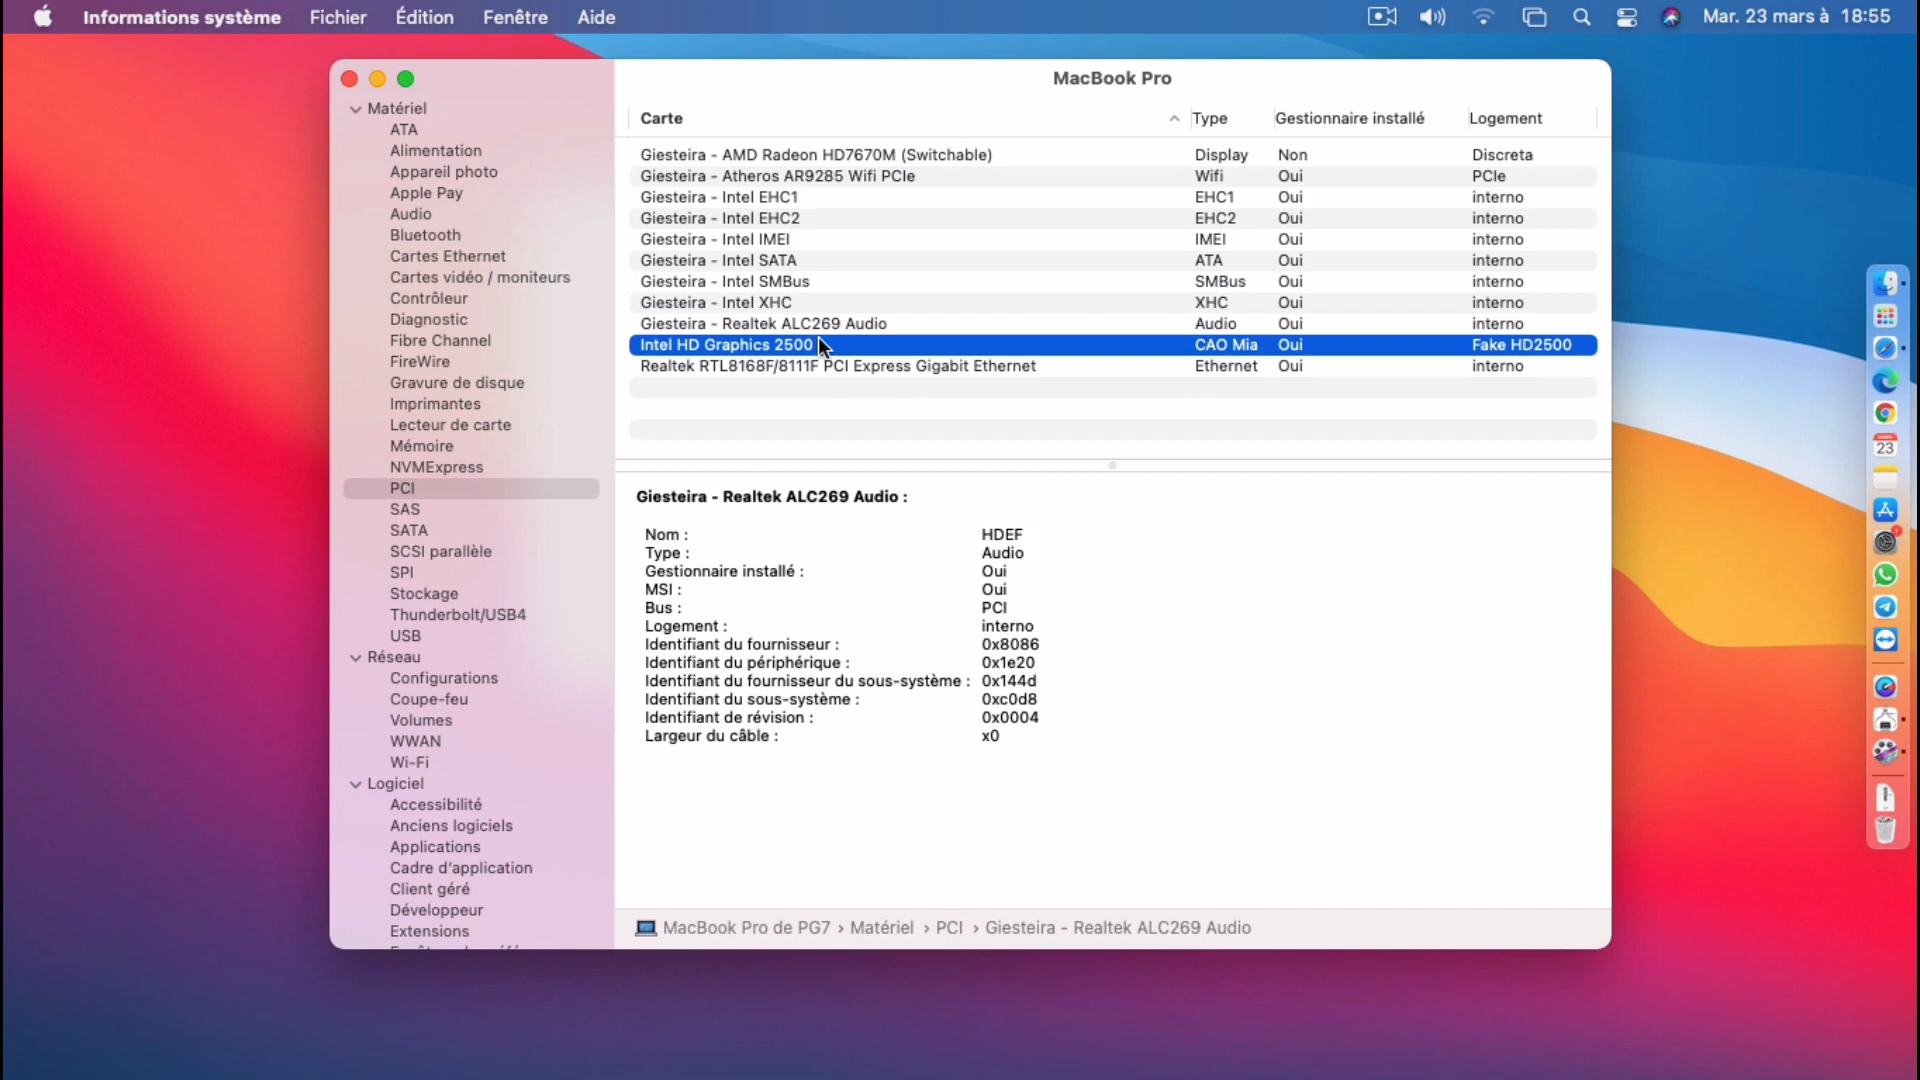 Informations système Fichier Édition Fenêtre Aide Mar. 23 mars à 18:55
MacBook Pro
Matériel
ATA
Alimentation
Appareil photo
Apple Pay
Audio
Bluetooth
Cartes Ethernet
Cartes vidéo / moniteurs
Contrôleur
Diagnostic
Fibre Channel
FireWire
Gravure de disque
Imprimantes
Lecteur de carte
Mémoire
NVMExpress
PCI
SAS
SATA
SCSI parallèle
SPI
Stockage
Thunderbolt/USB4
USB
Réseau
Configurations
Coupe-feu
Volumes
WWAN
Wi-Fi
Logiciel
Accessibilité
Anciens logiciels
Applications
Cadre d'application
Client géré
Développeur
Extensions
Carte Type Gestionnaire installé Logement
Giesteira - AMD Radeon HD7670M (Switchable) Display Non Discreta
Giesteira - Atheros AR9285 Wifi PCIe Wifi Oui PCIe
Giesteira - Intel EHC1 EHC1 Oui interno
Giesteira - Intel EHC2 EHC2 Oui interno
Giesteira - Intel IMEI IMEI Oui interno
Giesteira - Intel SATA ATA Oui interno
Giesteira - Intel SMBus SMBus Oui interno
Giesteira - Intel XHC XHC Oui interno
Giesteira - Realtek ALC269 Audio Audio Oui interno
Intel HD Graphics 2500 CAO Mia Oui Fake HD2500
Realtek RTL8168F/8111F PCI Express Gigabit Ethernet Ethernet Oui interno
Giesteira - Realtek ALC269 Audio :
Nom : HDEF
Type : Audio
Gestionnaire installé : Oui
MSI : Oui
Bus : PCI
Logement : interno
Identifiant du fournisseur : 0x8086
Identifiant du périphérique : 0x1e20
Identifiant du fournisseur du sous-système : 0x144d
Identifiant du sous-système : 0xc0d8
Identifiant de révision : 0x0004
Largeur du câble : x0
MacBook Pro de PG7 › Matériel › PCI › Giesteira - Realtek ALC269 Audio
23